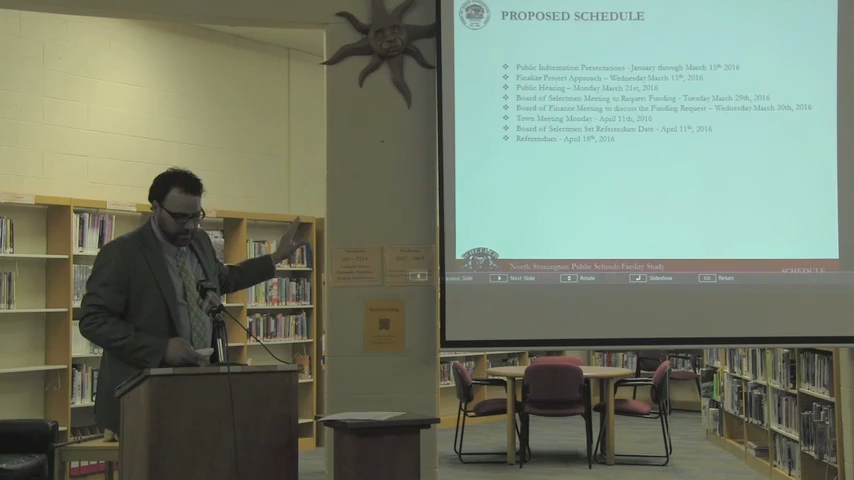 PROPOSED SCHEDULE
Public Information Presentations - January through March 15th 2016
Finalize Project Approach – Wednesday March 15th, 2016
Public Hearing – Monday March 21st, 2016
Board of Selectmen Meeting to Request Funding - Tuesday March 29th, 2016
Board of Finance Meeting to discuss the Funding Request – Wednesday March 30th, 2016
Town Meeting Monday - April 11th, 2016
Board of Selectmen Set Referendum Date - April 11th, 2016
Referendum - April 18th, 2016
North Stonington Public Schools Facility Study
SCHEDULE
Slide
Next Slide
Rotate
Slideshow
Return